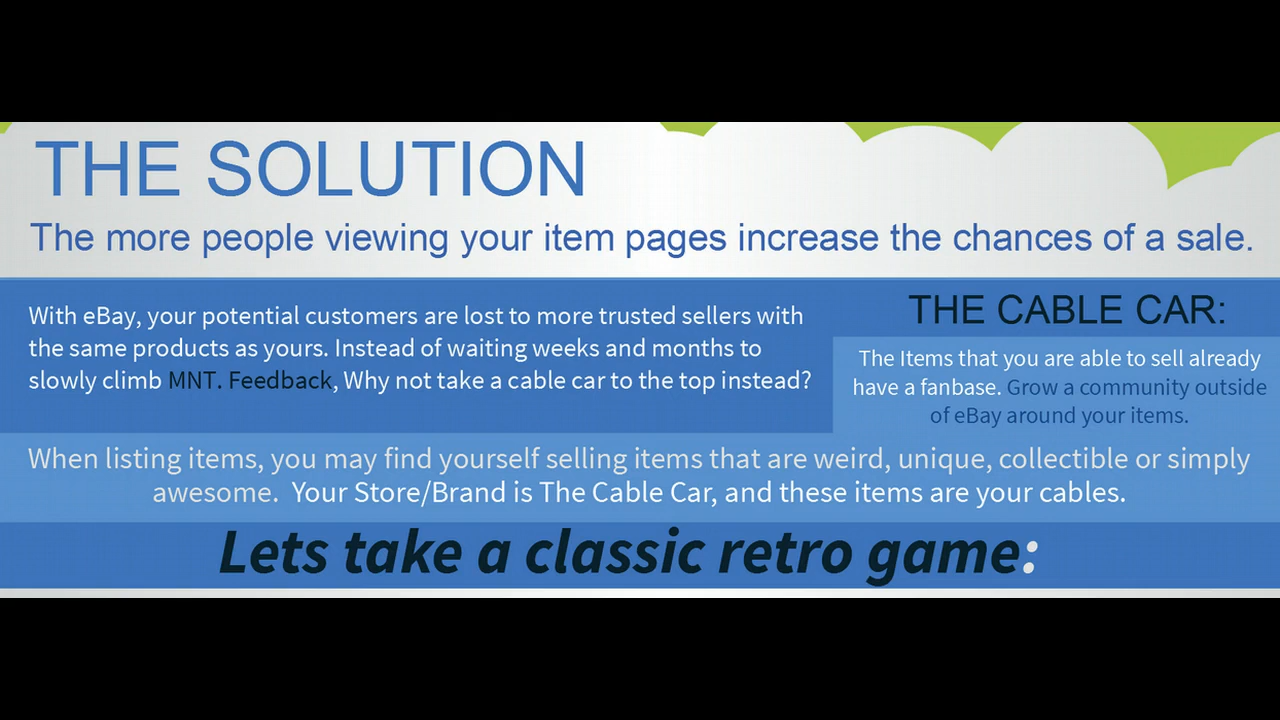 THE SOLUTION
The more people viewing your item pages increase the chances of a sale.
With eBay, your potential customers are lost to more trusted sellers with
the same products as yours. Instead of waiting weeks and months to
slowly climb MNT. Feedback, Why not take a cable car to the top instead?
THE CABLE CAR:
The Items that you are able to sell already
have a fanbase. Grow a community outside
of eBay around your items.
When listing items, you may find yourself selling items that are weird, unique, collectible or simply
awesome. Your Store/Brand is The Cable Car, and these items are your cables.
Lets take a classic retro game: